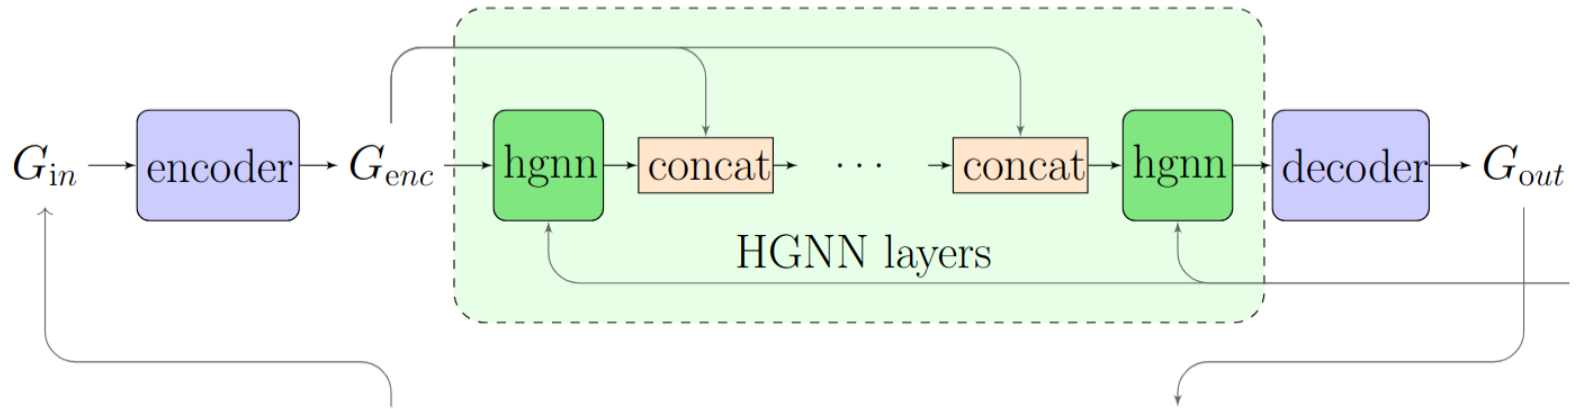 G_in encoder G_enc hgnn concat ... concat hgnn decoder G_out
HGNN layers